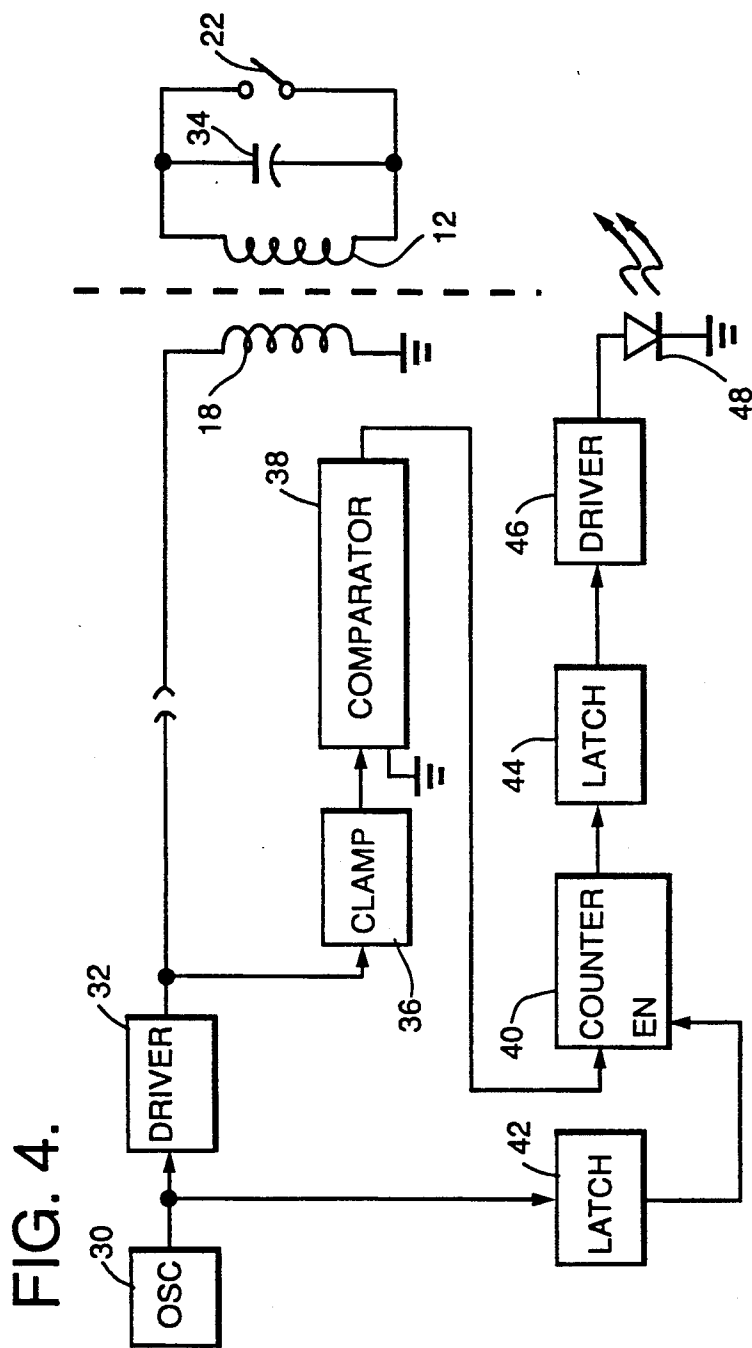 FIG. 4.
30
OSC
32
DRIVER
18
12
34
22
36
CLAMP
38
COMPARATOR
42
LATCH
40
COUNTER
EN
44
LATCH
46
DRIVER
48